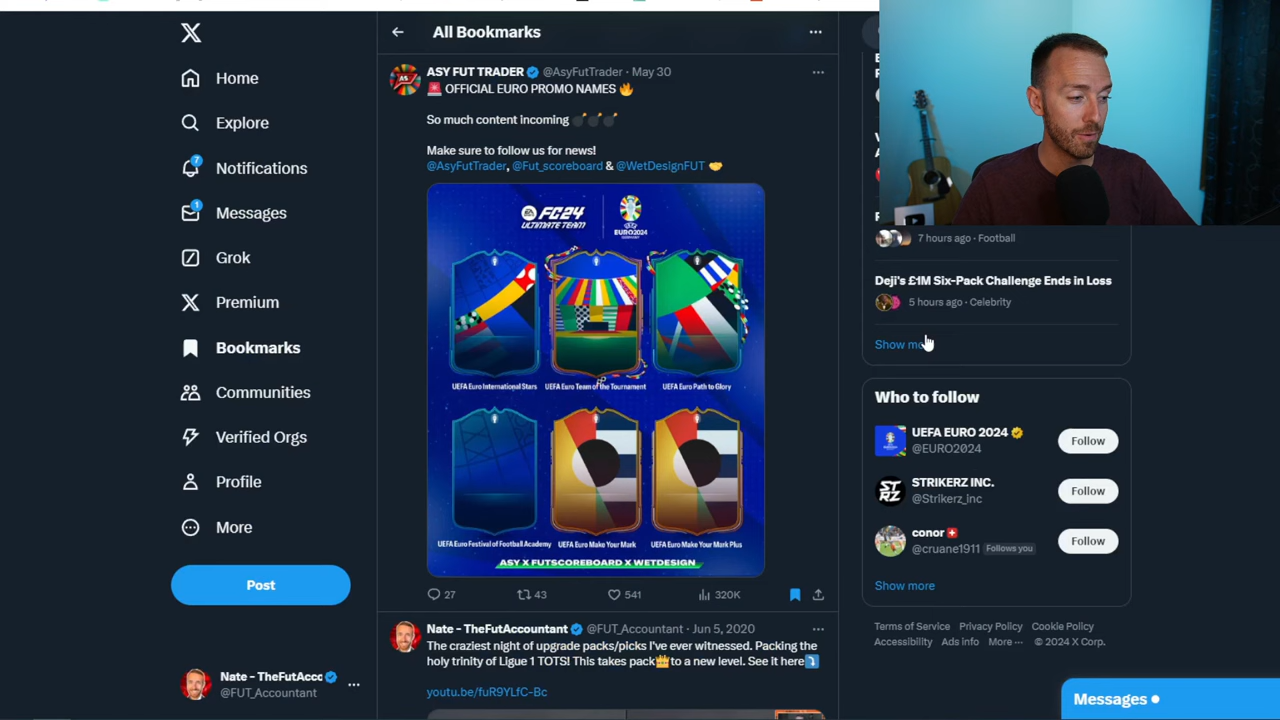 Home
Explore
7
Notifications
1
Messages
Grok
Premium
Bookmarks
Communities
Verified Orgs
Profile
More
Post
Nate - TheFutAccc
@FUT_Accountant
All Bookmarks
ASY FUT TRADER @AsyFutTrader · May 30
🚨 OFFICIAL EURO PROMO NAMES 🔥
So much content incoming 💣💣💣
Make sure to follow us for news!
@AsyFutTrader, @Fut_scoreboard & @WetDesignFUT 🤝
FC24
ULTIMATE TEAM
EURO2024
GERMANY
UEFA Euro International Stars
UEFA Euro Team of the Tournament
UEFA Euro Path to Glory
UEFA Euro Festival of Football Academy
UEFA Euro Make Your Mark
UEFA Euro Make Your Mark Plus
ASY X FUTSCOREBOARD X WETDESIGN
27
43
541
320K
Nate - TheFutAccountant @FUT_Accountant · Jun 5, 2020
The craziest night of upgrade packs/picks I've ever witnessed. Packing the
holy trinity of Ligue 1 TOTS! This takes pack👑to a new level. See it here⤵
youtu.be/fuR9YLfC-Bc
7 hours ago · Football
Deji's £1M Six-Pack Challenge Ends in Loss
5 hours ago · Celebrity
Show
Who to follow
UEFA EURO 2024
@EURO2024
Follow
STRIKERZ INC.
@Strikerz_inc
Follow
conor
@cruane1911 Follows you
Follow
Show more
Terms of Service Privacy Policy Cookie Policy
Accessibility Ads info More ··· © 2024 X Corp.
Messages